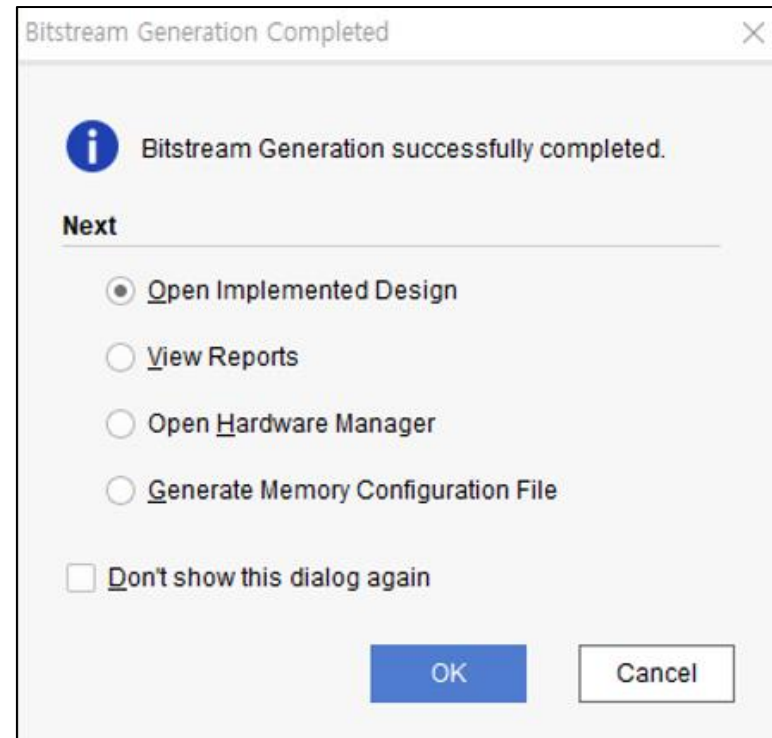 Bitstream Generation Completed
Bitstream Generation successfully completed.
Next
Open Implemented Design
View Reports
Open Hardware Manager
Generate Memory Configuration File
Don't show this dialog again
OK
Cancel